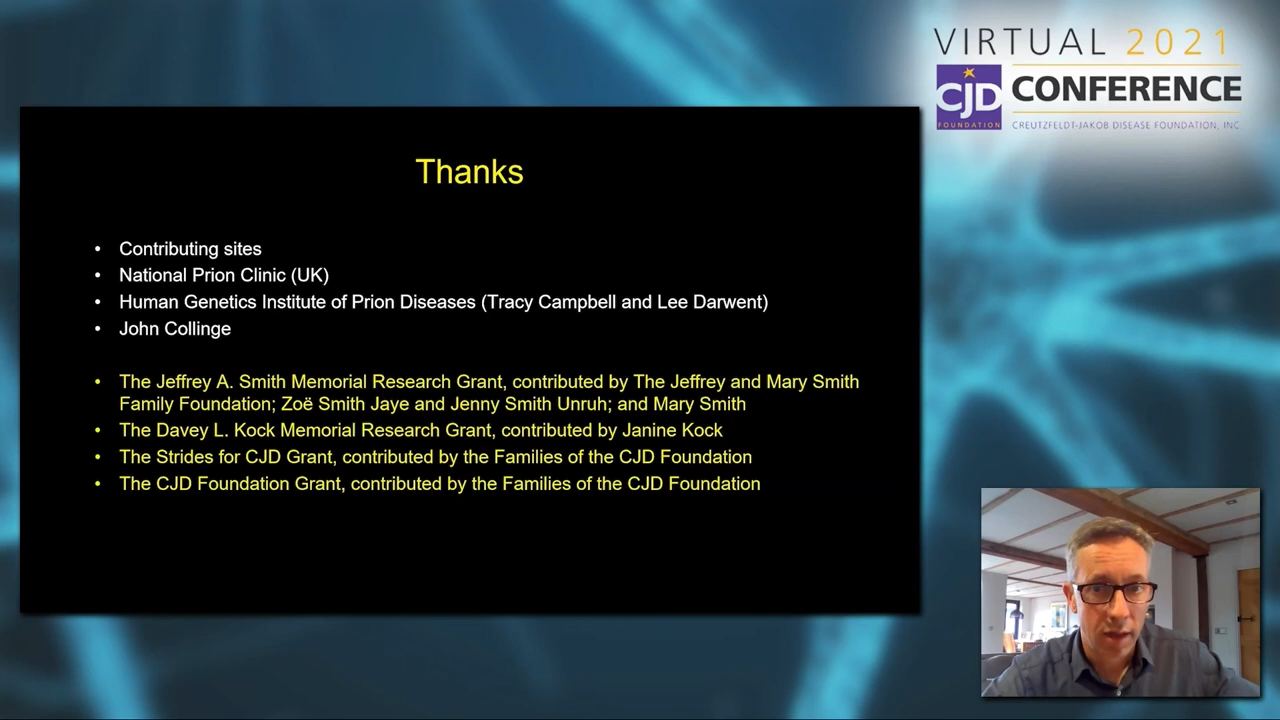 VIRTUAL 2021
CJD CONFERENCE
FOUNDATION CREUTZFELDT-JAKOB DISEASE FOUNDATION, INC.
Thanks
• Contributing sites
• National Prion Clinic (UK)
• Human Genetics Institute of Prion Diseases (Tracy Campbell and Lee Darwent)
• John Collinge
• The Jeffrey A. Smith Memorial Research Grant, contributed by The Jeffrey and Mary Smith
Family Foundation; Zoë Smith Jaye and Jenny Smith Unruh; and Mary Smith
• The Davey L. Kock Memorial Research Grant, contributed by Janine Kock
• The Strides for CJD Grant, contributed by the Families of the CJD Foundation
• The CJD Foundation Grant, contributed by the Families of the CJD Foundation